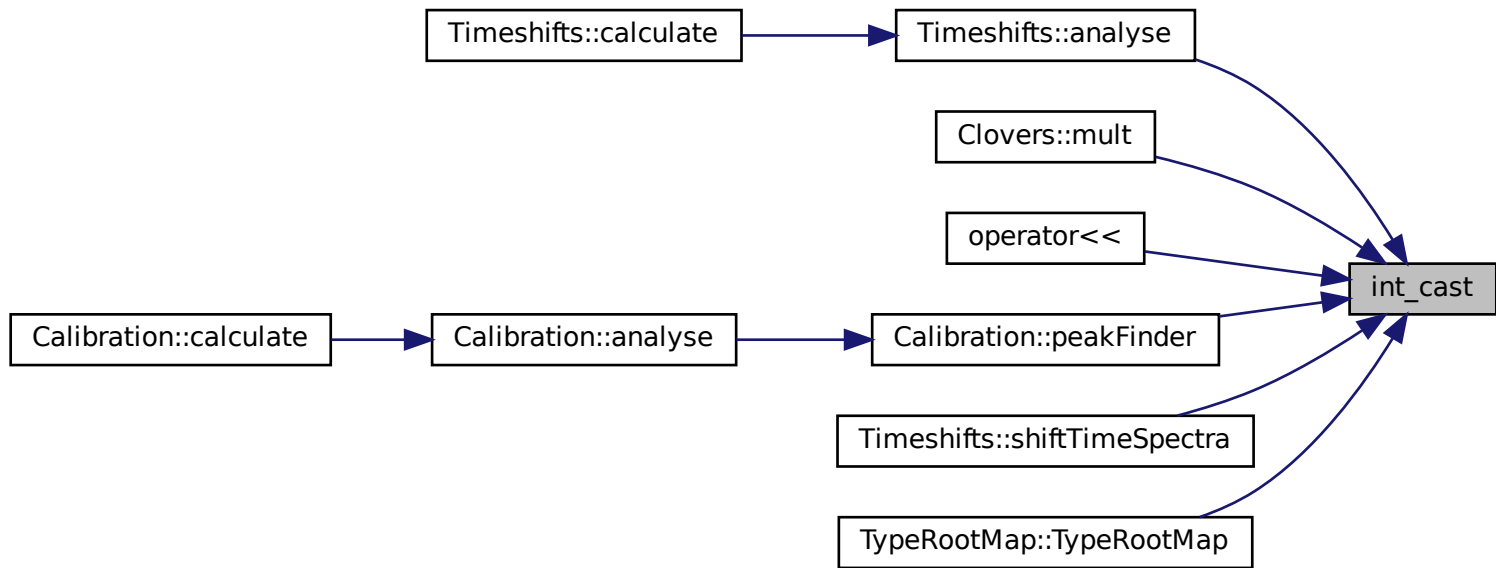 Timeshifts::calculate
Timeshifts::analyse
Clovers::mult
operator<<
int_cast
Calibration::calculate
Calibration::analyse
Calibration::peakFinder
Timeshifts::shiftTimeSpectra
TypeRootMap::TypeRootMap